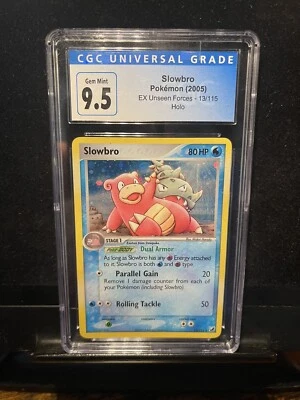 CGC UNIVERSAL GRADE
Gem Mint
9.5
Slowbro
Pokémon (2005)
EX Unseen Forces - 13/115
Holo
Slowbro
80 HP
STAGE 1
Dual Armor
As long as Slowbro has any Energy attached
to it, Slowbro is both and type.
Parallel Gain 20
Remove 1 damage counter from each of
your Pokémon (including Slowbro).
Rolling Tackle 50